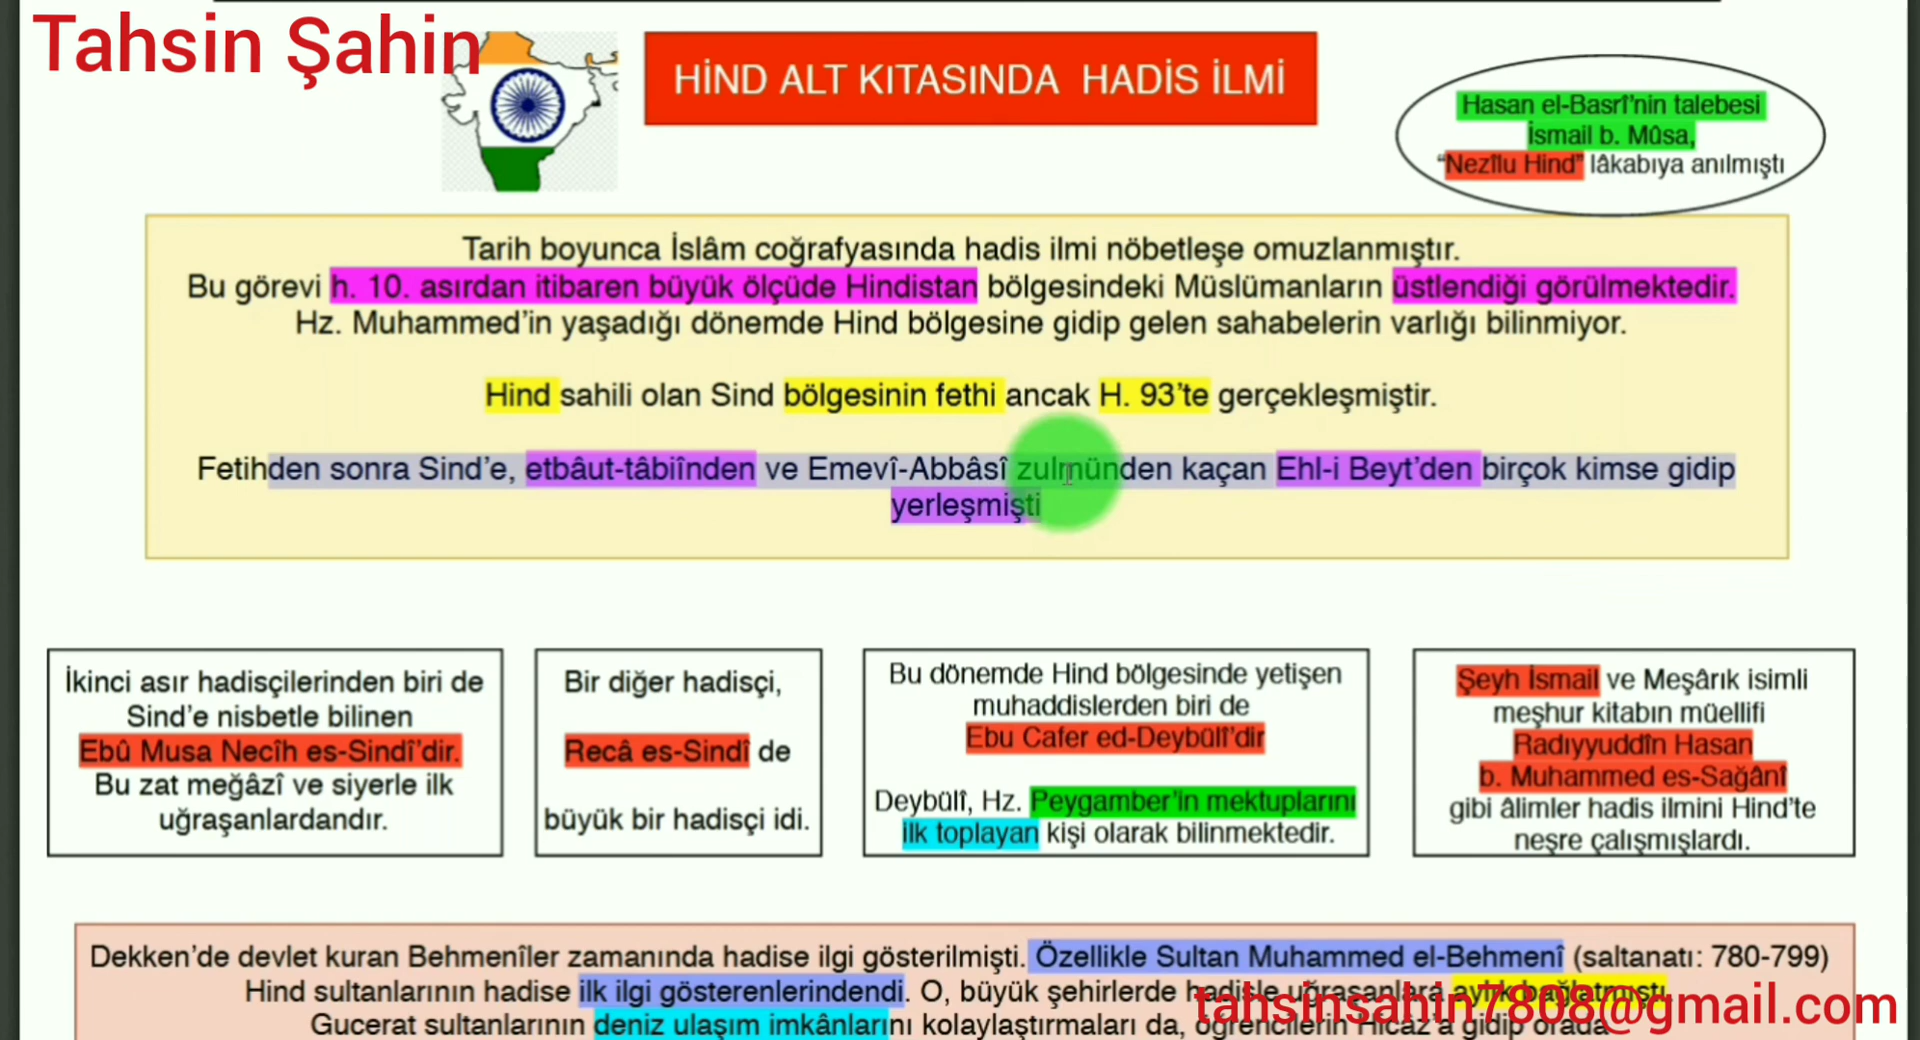 Tahsin Şahin
HİND ALT KITASINDA HADİS İLMİ
Hasan el-Basrî'nin talebesi
İsmail b. Mûsa,
"Nezîlu Hind" lâkabıya anılmıştı
Tarih boyunca İslâm coğrafyasında hadis ilmi nöbetleşe omuzlanmıştır.
Bu görevi h. 10. asırdan itibaren büyük ölçüde Hindistan bölgesindeki Müslümanların üstlendiği görülmektedir.
Hz. Muhammed'in yaşadığı dönemde Hind bölgesine gidip gelen sahabelerin varlığı bilinmiyor.
Hind sahili olan Sind bölgesinin fethi ancak H. 93'te gerçekleşmiştir.
Fetihden sonra Sind'e, etbâut-tâbiînden ve Emevî-Abbâsî zulmünden kaçan Ehl-i Beyt'den birçok kimse gidip
yerleşmişti
İkinci asır hadisçilerinden biri de
Sind'e nisbetle bilinen
Ebû Musa Necîh es-Sindî'dir.
Bu zat meğâzî ve siyerle ilk
uğraşanlardandır.
Bir diğer hadisçi,
Recâ es-Sindî de
büyük bir hadisçi idi.
Bu dönemde Hind bölgesinde yetişen
muhaddislerden biri de
Ebu Cafer ed-Deybülî'dir
Deybülî, Hz. Peygamber'in mektuplarını
ilk toplayan kişi olarak bilinmektedir.
Şeyh İsmail ve Meşârık isimli
meşhur kitabın müellifi
Radıyyuddîn Hasan
b. Muhammed es-Sağânî
gibi âlimler hadis ilmini Hind'te
neşre çalışmışlardı.
Dekken'de devlet kuran Behmenîler zamanında hadise ilgi gösterilmişti. Özellikle Sultan Muhammed el-Behmenî (saltanatı: 780-799)
Hind sultanlarının hadise ilk ilgi gösterenlerindendi. O, büyük şehirlerde hadisle uğraşanlara aylık bağlatmıştı.
Gucerat sultanlarının deniz ulaşım imkânlarını kolaylaştırmaları da, öğrencilerin Hicâz'a gidip orada
tahsinsahin7808@gmail.com